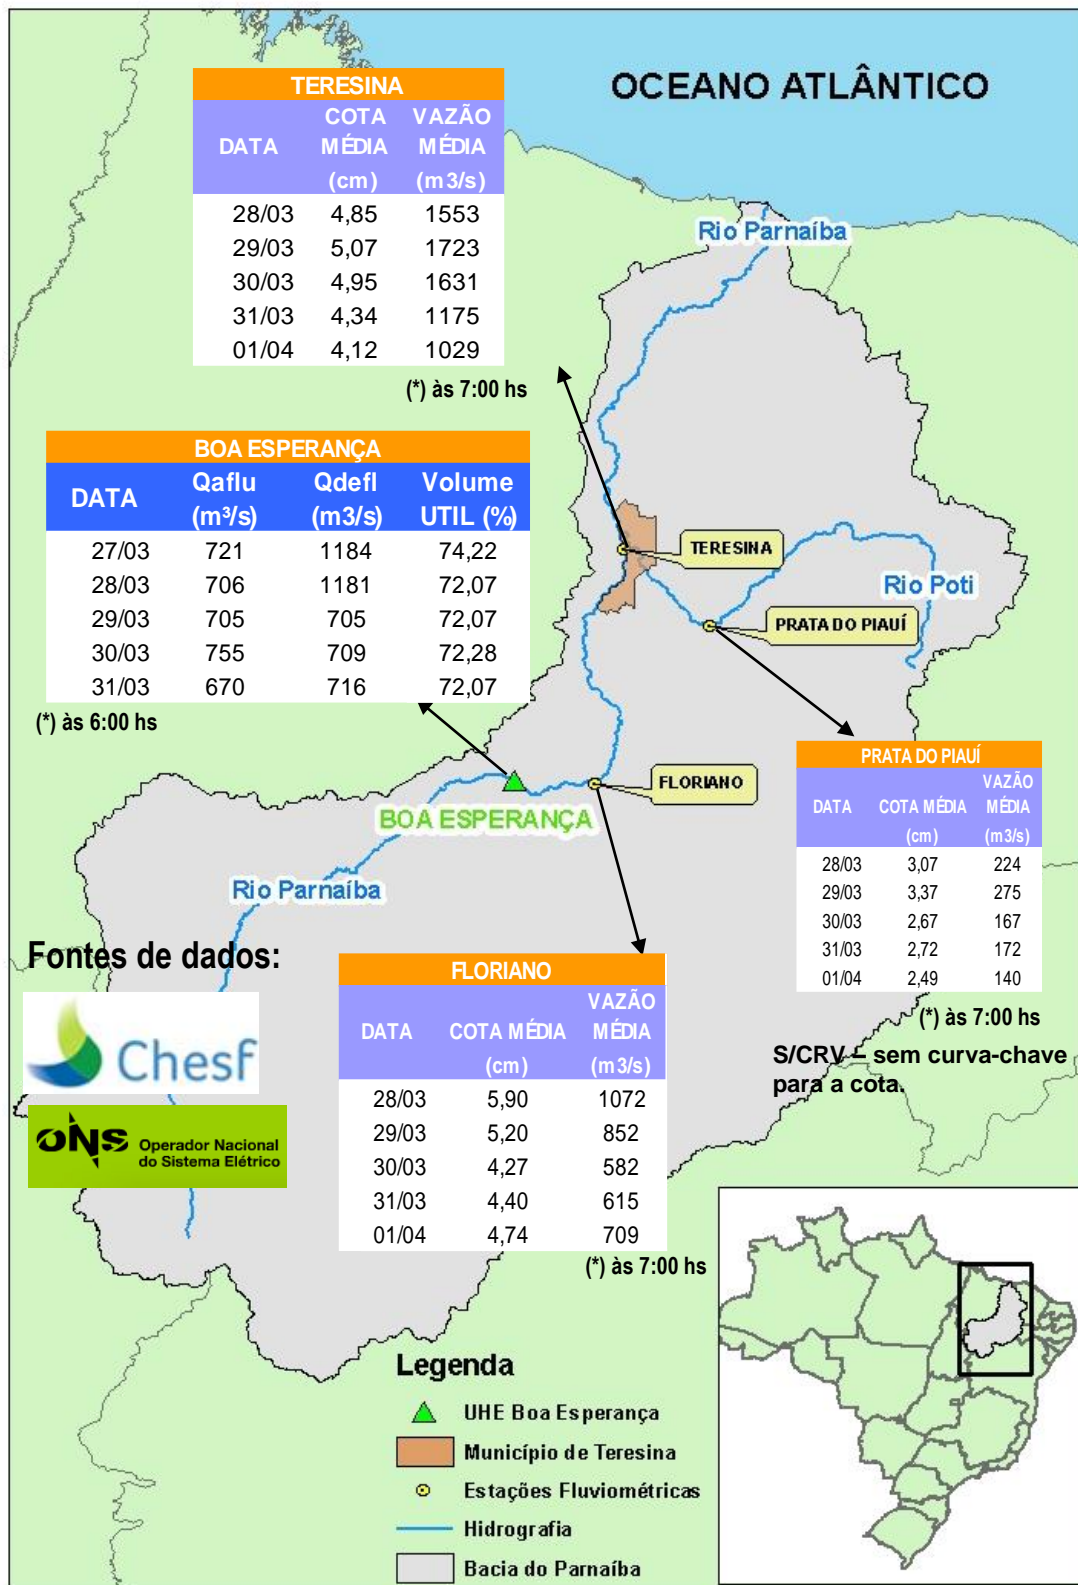 OCEANO ATLÂNTICO
TERESINA
DATA COTA MÉDIA (cm) VAZÃO MÉDIA (m3/s)
28/03 4,85 1553
29/03 5,07 1723
30/03 4,95 1631
31/03 4,34 1175
01/04 4,12 1029
(*) às 7:00 hs
Rio Parnaíba
BOA ESPERANÇA
DATA Qaflu (m³/s) Qdefl (m3/s) Volume UTIL (%)
27/03 721 1184 74,22
28/03 706 1181 72,07
29/03 705 705 72,07
30/03 755 709 72,28
31/03 670 716 72,07
(*) às 6:00 hs
TERESINA
Rio Poti
PRATA DO PIAUÍ
FLORIANO
BOA ESPERANÇA
Rio Parnaíba
PRATA DO PIAUÍ
DATA COTA MÉDIA (cm) VAZÃO MÉDIA (m3/s)
28/03 3,07 224
29/03 3,37 275
30/03 2,67 167
31/03 2,72 172
01/04 2,49 140
(*) às 7:00 hs
S/CRV – sem curva-chave
para a cota.
Fontes de dados:
Chesf
ONS Operador Nacional
do Sistema Elétrico
FLORIANO
DATA COTA MÉDIA (cm) VAZÃO MÉDIA (m3/s)
28/03 5,90 1072
29/03 5,20 852
30/03 4,27 582
31/03 4,40 615
01/04 4,74 709
(*) às 7:00 hs
Legenda
UHE Boa Esperança
Município de Teresina
Estações Fluviométricas
Hidrografia
Bacia do Parnaíba